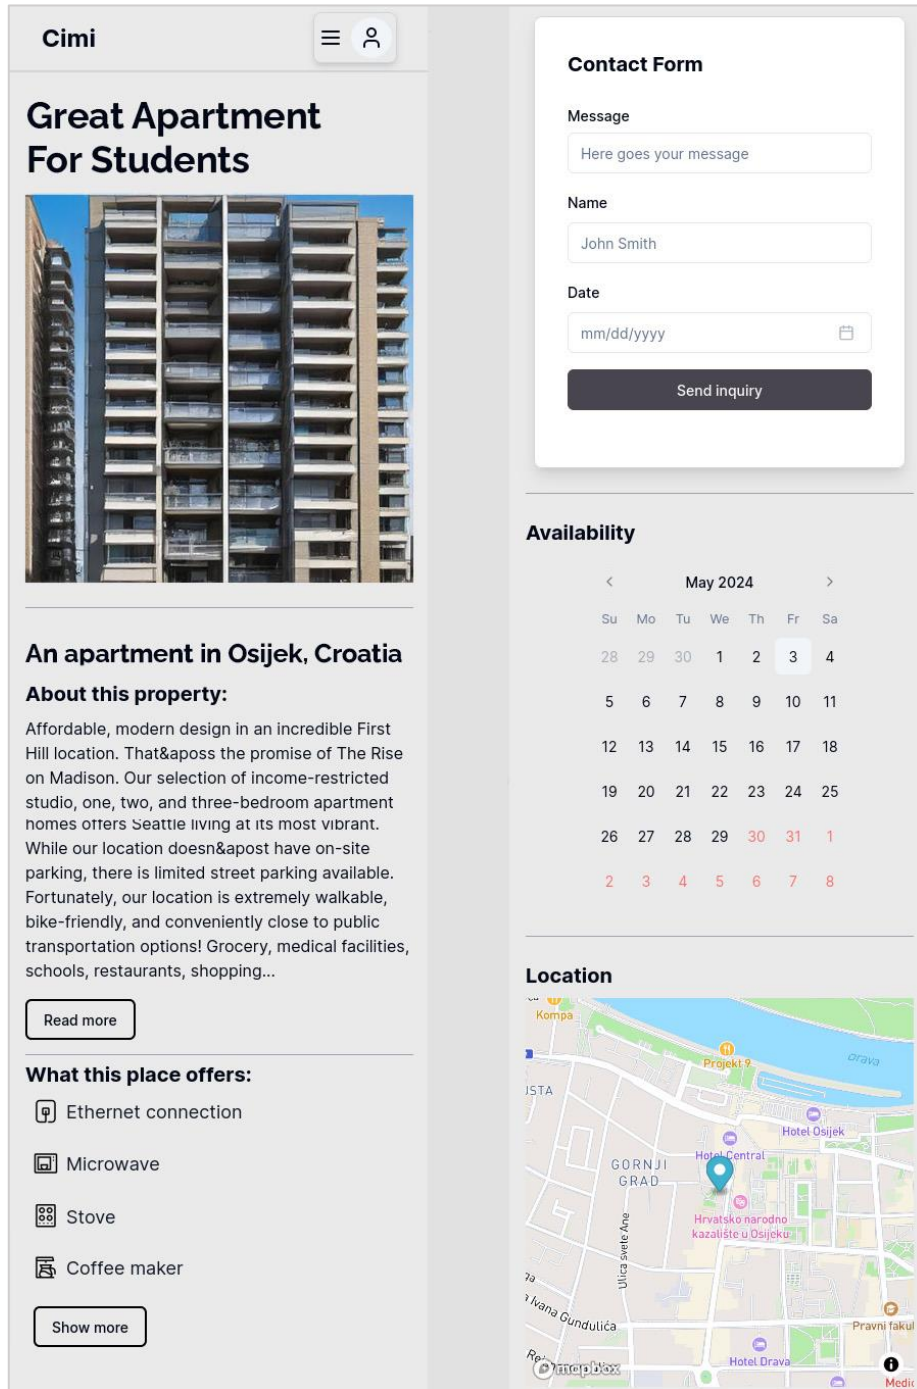 Cimi
Great Apartment
For Students
An apartment in Osijek, Croatia
About this property:
Affordable, modern design in an incredible First
Hill location. That&aposs the promise of The Rise
on Madison. Our selection of income-restricted
studio, one, two, and three-bedroom apartment
homes offers Seattle living at its most vibrant.
While our location doesn&apost have on-site
parking, there is limited street parking available.
Fortunately, our location is extremely walkable,
bike-friendly, and conveniently close to public
transportation options! Grocery, medical facilities,
schools, restaurants, shopping...
Read more
What this place offers:
Ethernet connection
Microwave
Stove
Coffee maker
Show more
Contact Form
Message
Here goes your message
Name
John Smith
Date
mm/dd/yyyy
Send inquiry
Availability
May 2024
Su Mo Tu We Th Fr Sa
28 29 30 1 2 3 4
5 6 7 8 9 10 11
12 13 14 15 16 17 18
19 20 21 22 23 24 25
26 27 28 29 30 31 1
2 3 4 5 6 7 8
Location
Kompa
Projekt 9
Drava
USTA
Hotel Osijek
Hotel Central
GORNJI
GRAD
Hrvatsko narodno
kazalište u Osijeku
Ulica svete Ane
Ivana Gundulića
Pravni fakul
Hotel Drava
mapbox
Medic